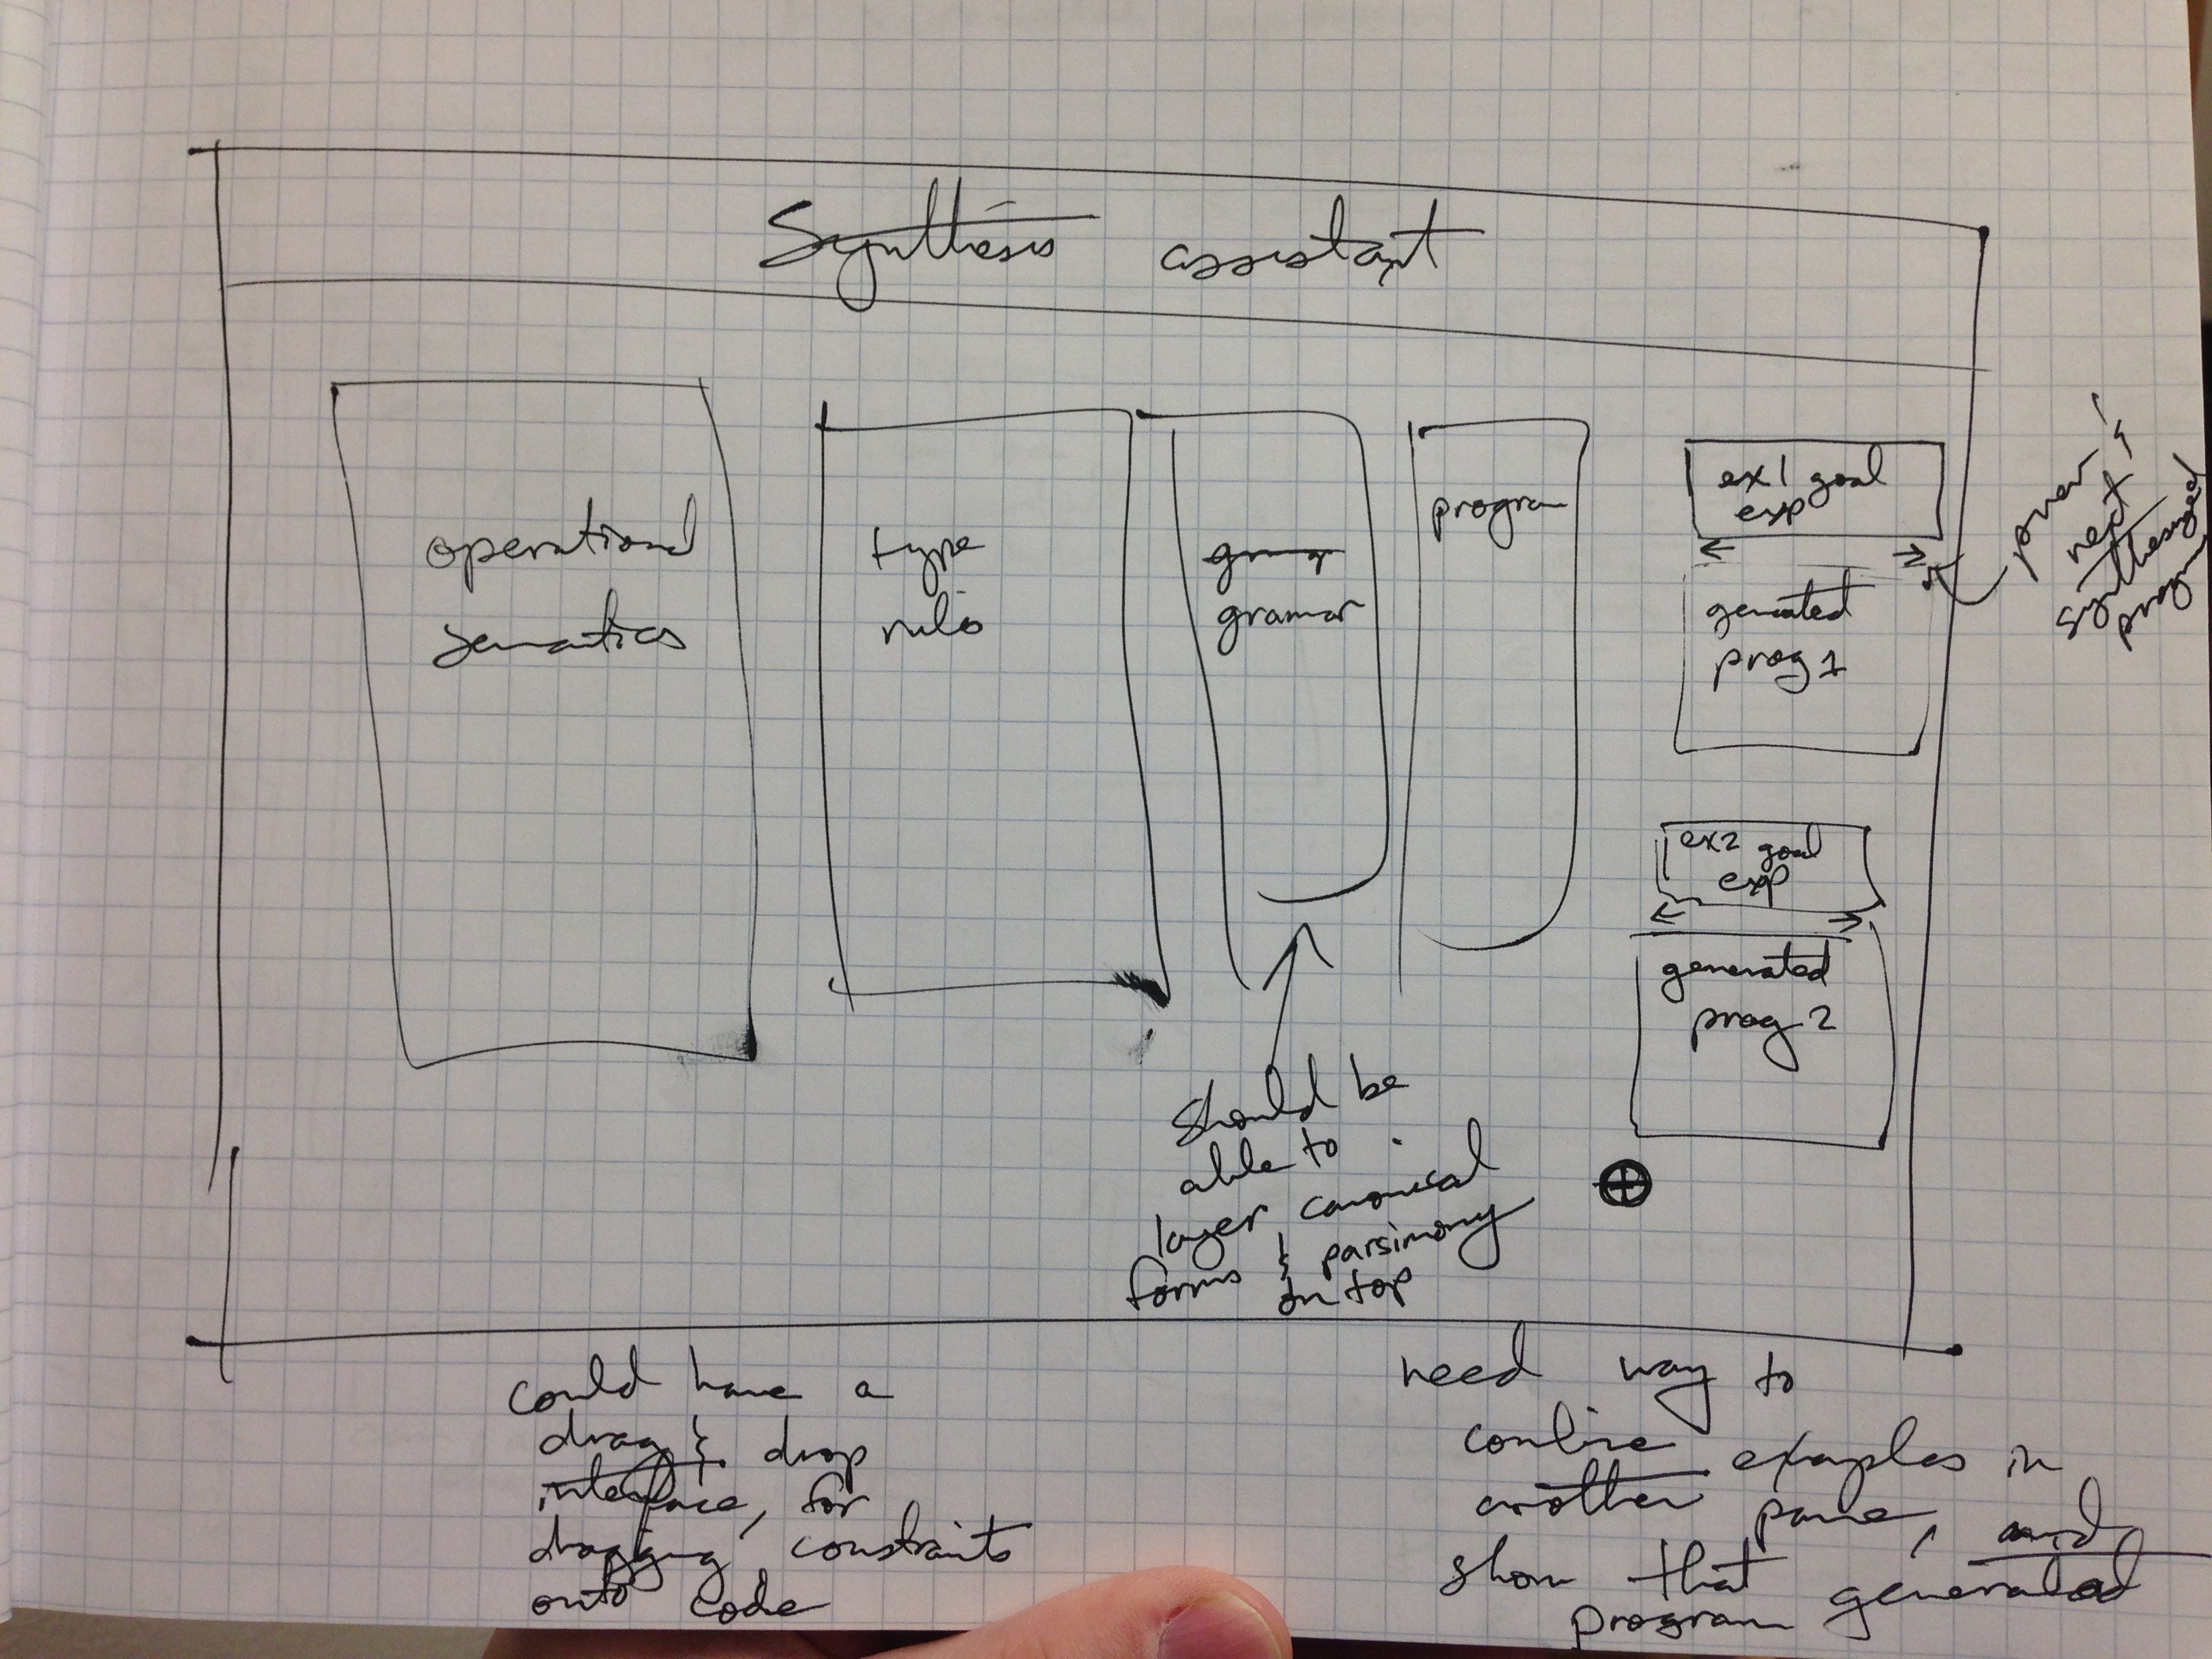 Synthesis assistant
operational
semantics
type
rules
gramar
program
ex1 goal
exp
generated
prog 1
prev &
next
synthesized
program
ex2 goal
exp
generated
prog 2
should be
able to
layer canonical
forms & parsimony
on top
could have a
drag & drop
interface, for
dragging constraints
onto code
need way to
combine examples in
another pane, and
show that generated
program